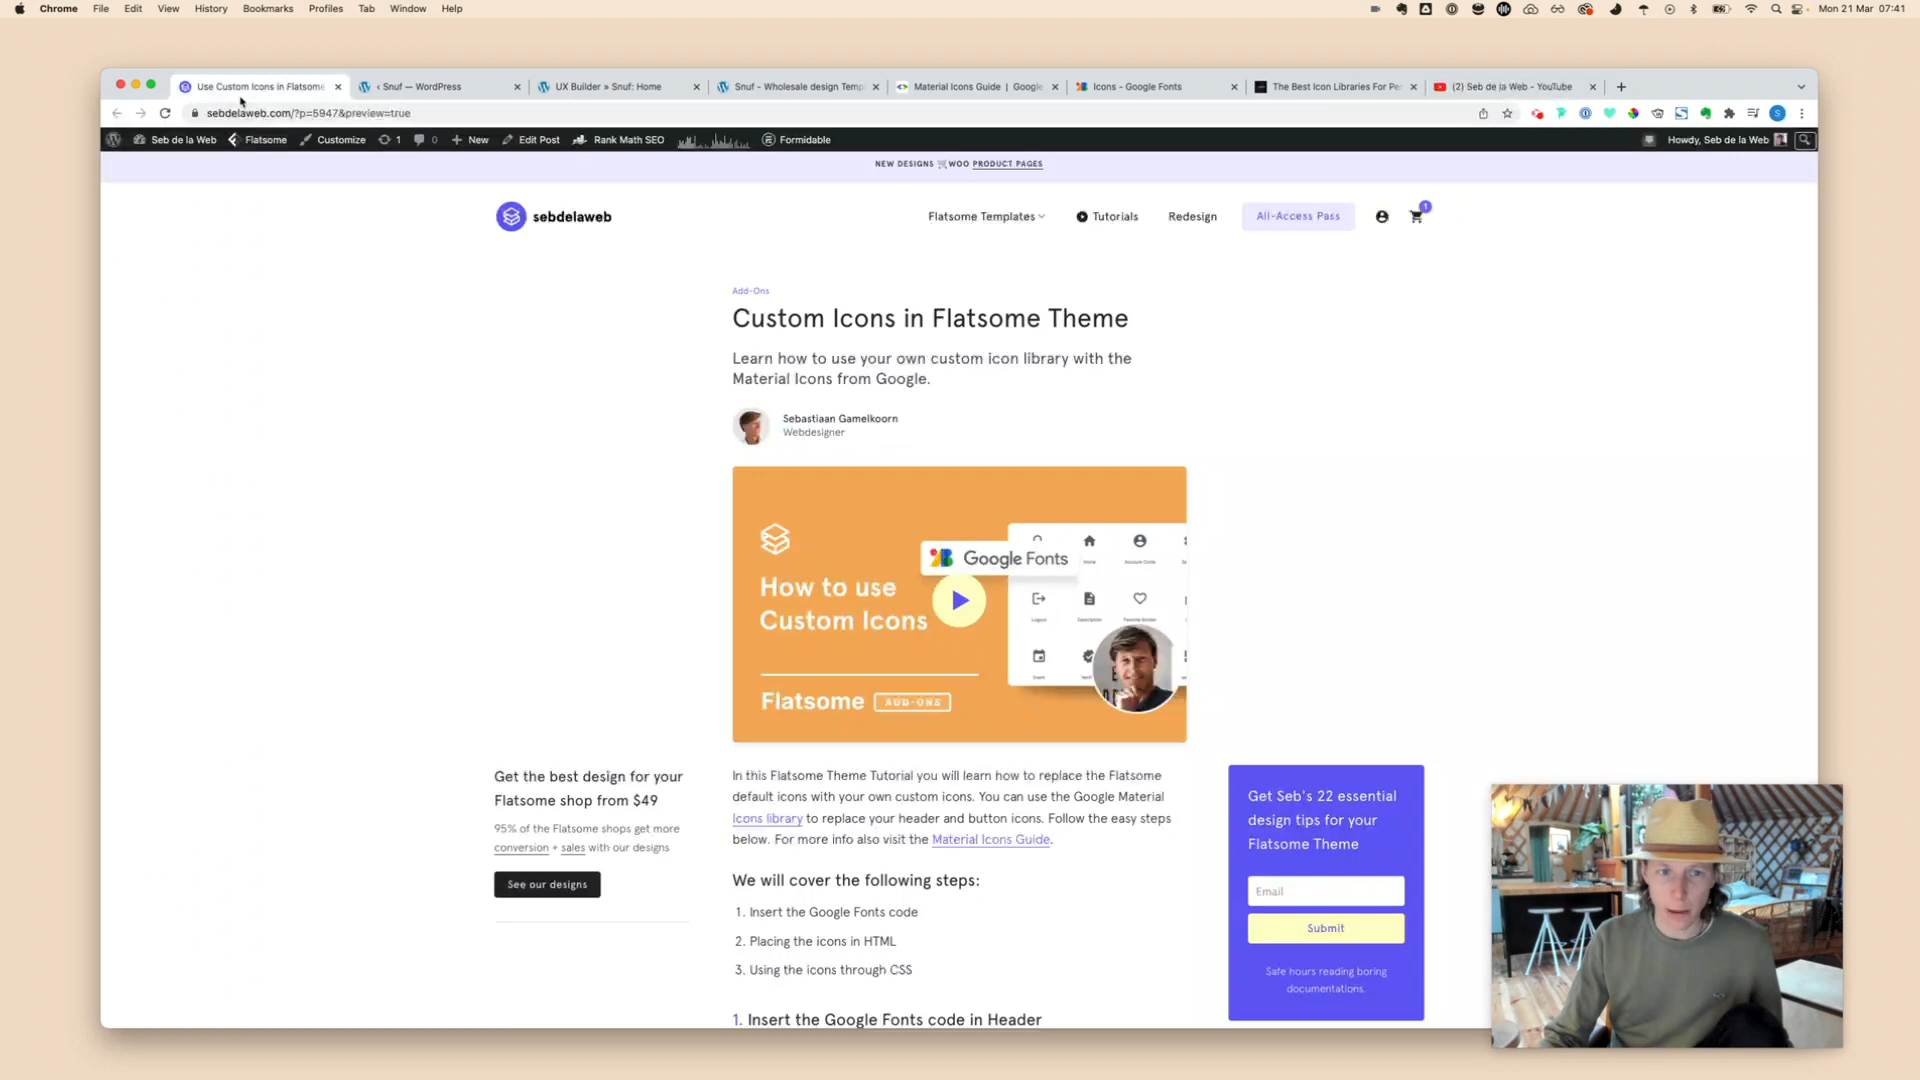 Chrome File Edit View History Bookmarks Profiles Tab Window Help
Mon 21 Mar 07:41
Use Custom Icons in Flatsome
‹ Snuf — WordPress
UX Builder » Snuf: Home
Snuf - Wholesale design Temp
Material Icons Guide | Google
Icons - Google Fonts
The Best Icon Libraries For Per
(2) Seb de la Web - YouTube
sebdelaweb.com/?p=5947&preview=true
Seb de la Web Flatsome Customize 1 0 New Edit Post Rank Math SEO Formidable
Howdy, Seb de la Web
NEW DESIGNS WOO PRODUCT PAGES
sebdelaweb
Flatsome Templates Tutorials Redesign All-Access Pass 1
Add-Ons
Custom Icons in Flatsome Theme
Learn how to use your own custom icon library with the
Material Icons from Google.
Sebastiaan Gamelkoorn
Webdesigner
Google Fonts
How to use
Custom Icons
Flatsome ADD-ONS
Get the best design for your
Flatsome shop from $49
95% of the Flatsome shops get more
conversion + sales with our designs
See our designs
In this Flatsome Theme Tutorial you will learn how to replace the Flatsome
default icons with your own custom icons. You can use the Google Material
Icons library to replace your header and button icons. Follow the easy steps
below. For more info also visit the Material Icons Guide.
We will cover the following steps:
1. Insert the Google Fonts code
2. Placing the icons in HTML
3. Using the icons through CSS
1. Insert the Google Fonts code in Header
Get Seb's 22 essential
design tips for your
Flatsome Theme
Email
Submit
Safe hours reading boring
documentations.